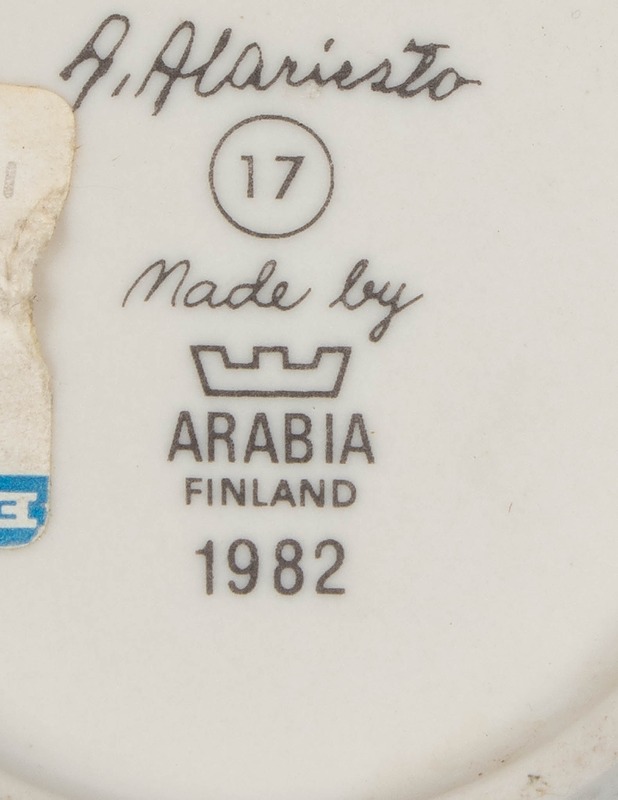 A. Alariesto
17
Made by
ARABIA
FINLAND
1982
E